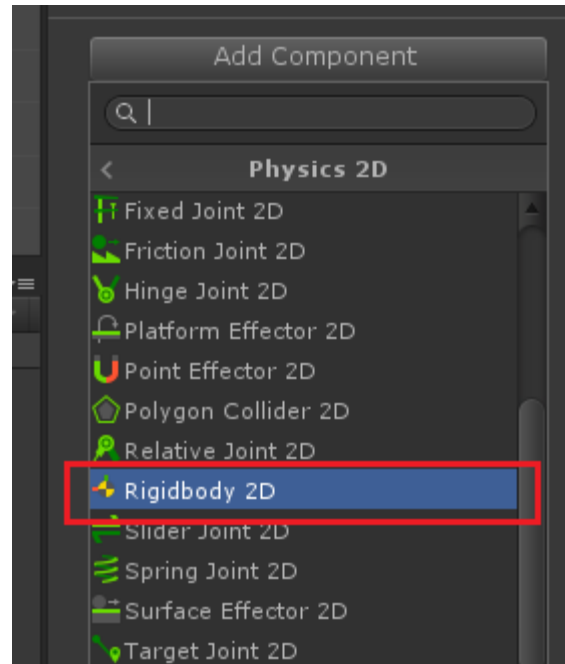 Add Component
Physics 2D
Fixed Joint 2D
Friction Joint 2D
Hinge Joint 2D
Platform Effector 2D
Point Effector 2D
Polygon Collider 2D
Relative Joint 2D
Rigidbody 2D
Slider Joint 2D
Spring Joint 2D
Surface Effector 2D
Target Joint 2D